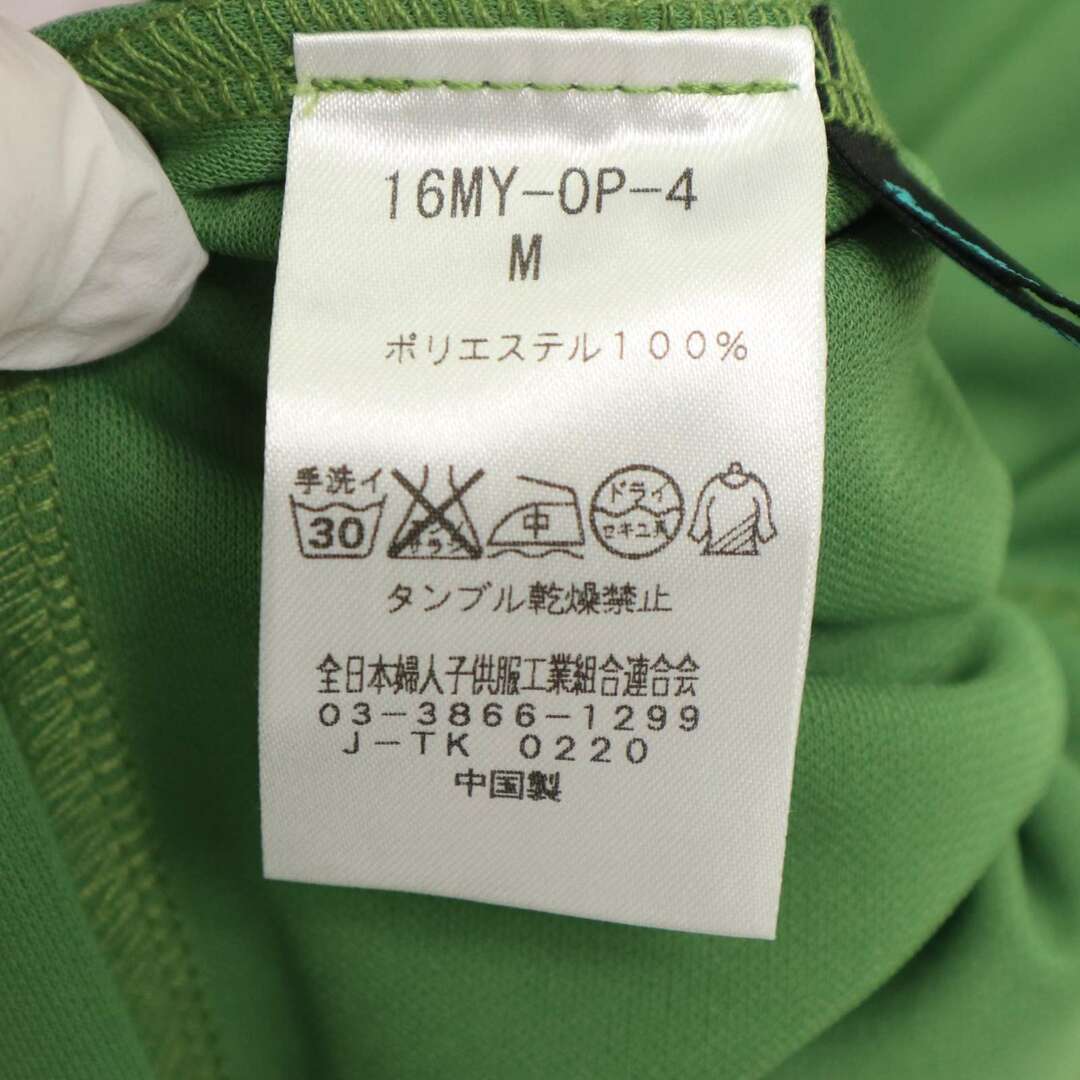 16MY-OP-4
M
ポリエステル100%
手洗イ
30
中
ドライ
セキユ系
タンブル乾燥禁止
全日本婦人子供服工業組合連合会
03-3866-1299
J-TK 0220
中国製